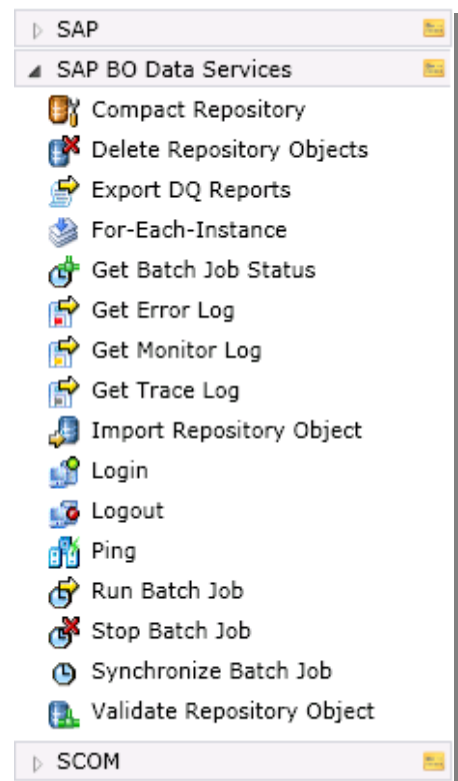 SAP
SAP BO Data Services
Compact Repository
Delete Repository Objects
Export DQ Reports
For-Each-Instance
Get Batch Job Status
Get Error Log
Get Monitor Log
Get Trace Log
Import Repository Object
Login
Logout
Ping
Run Batch Job
Stop Batch Job
Synchronize Batch Job
Validate Repository Object
SCOM